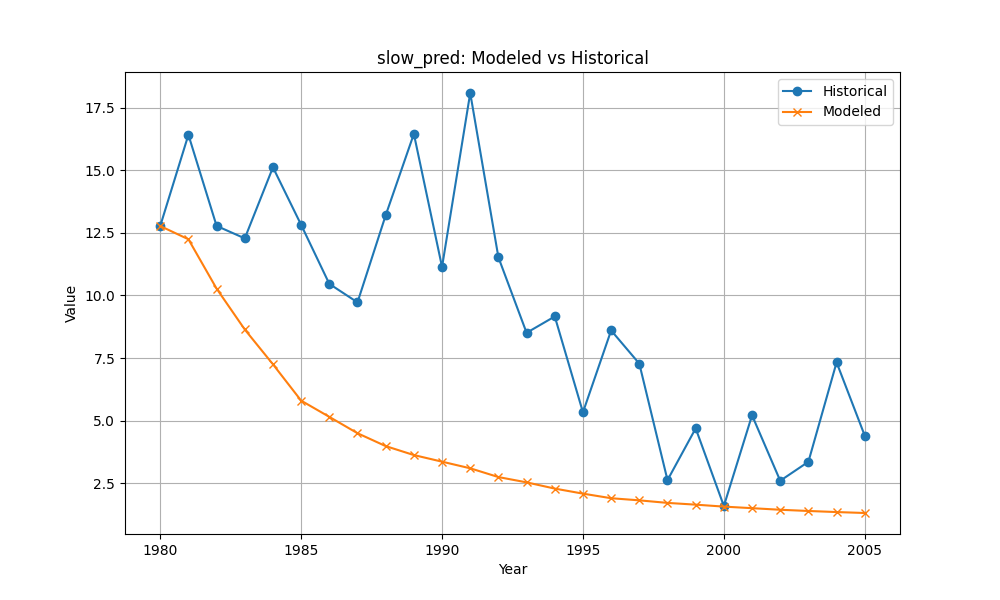 slow_pred: Modeled vs Historical
Historical
Modeled
Value
17.5
15.0
12.5
10.0
7.5
5.0
2.5
1980
1985
1990
1995
2000
2005
Year